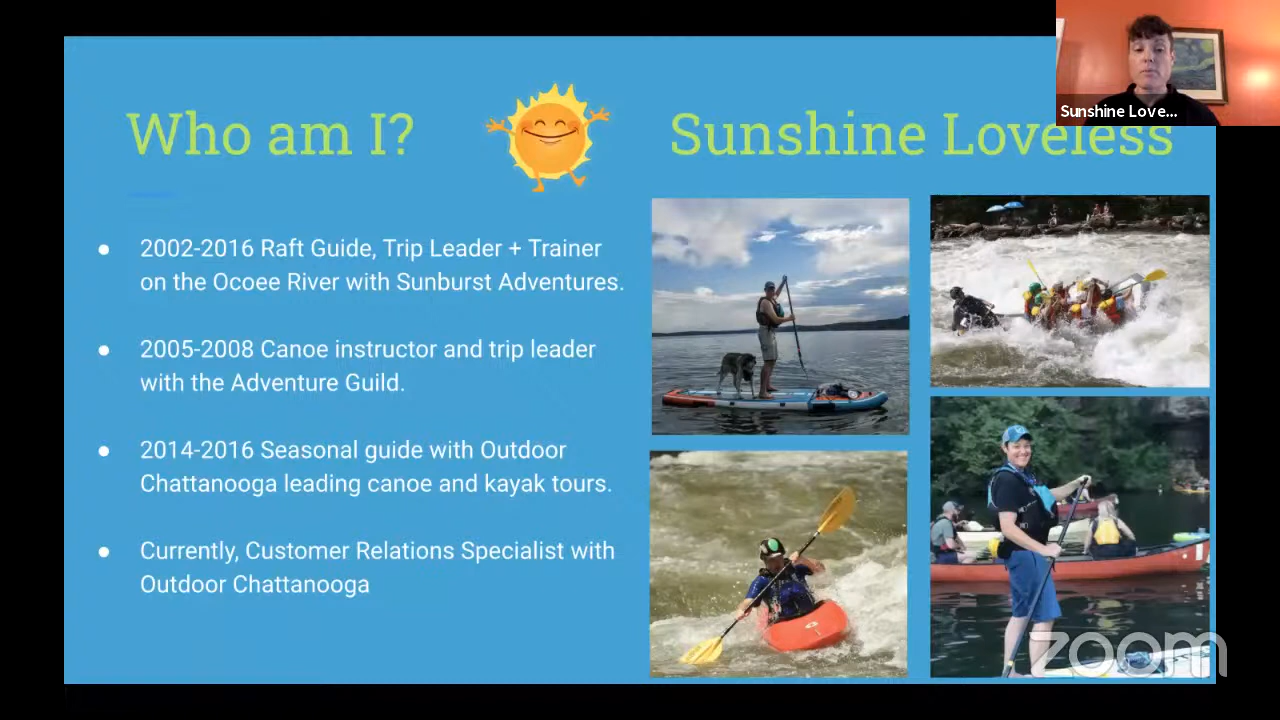 Who am I?
Sunshine Loveless
Sunshine Love...
2002-2016 Raft Guide, Trip Leader + Trainer
on the Ocoee River with Sunburst Adventures.
2005-2008 Canoe instructor and trip leader
with the Adventure Guild.
2014-2016 Seasonal guide with Outdoor
Chattanooga leading canoe and kayak tours.
Currently, Customer Relations Specialist with
Outdoor Chattanooga
zoom